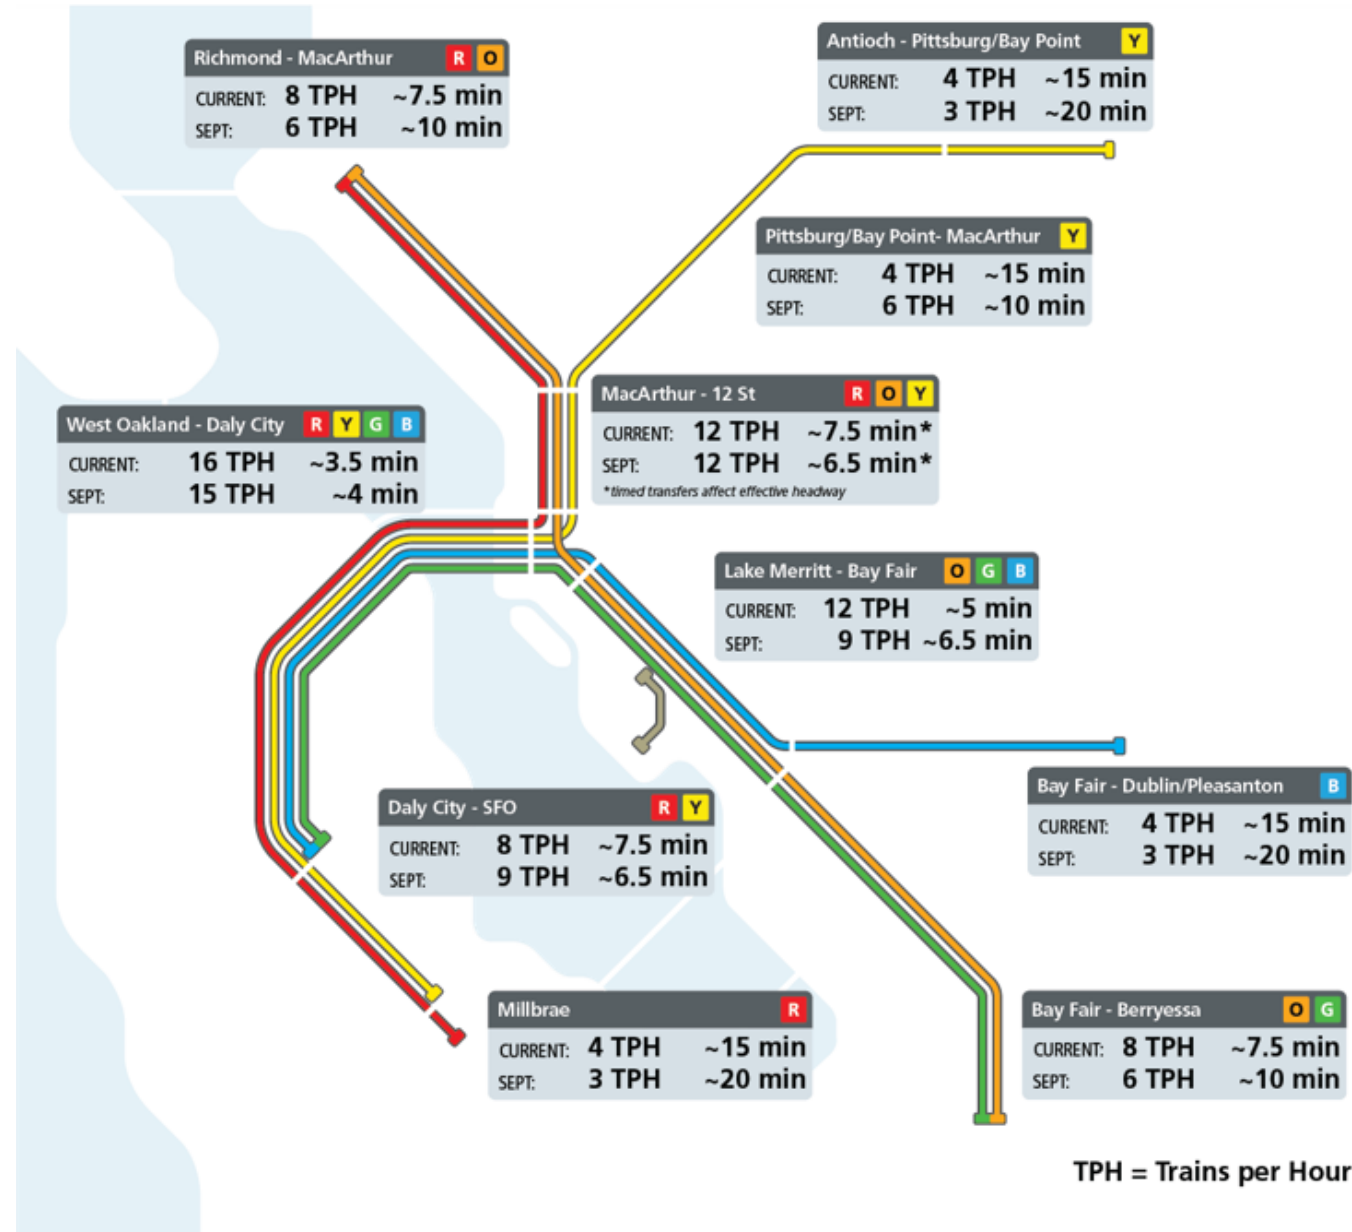 Richmond - MacArthur R O
CURRENT: 8 TPH ~7.5 min
SEPT: 6 TPH ~10 min
Antioch - Pittsburg/Bay Point Y
CURRENT: 4 TPH ~15 min
SEPT: 3 TPH ~20 min
Pittsburg/Bay Point- MacArthur Y
CURRENT: 4 TPH ~15 min
SEPT: 6 TPH ~10 min
MacArthur - 12 St R O Y
CURRENT: 12 TPH ~7.5 min*
SEPT: 12 TPH ~6.5 min*
*timed transfers affect effective headway
West Oakland - Daly City R Y G B
CURRENT: 16 TPH ~3.5 min
SEPT: 15 TPH ~4 min
Lake Merritt - Bay Fair O G B
CURRENT: 12 TPH ~5 min
SEPT: 9 TPH ~6.5 min
Bay Fair - Dublin/Pleasanton B
CURRENT: 4 TPH ~15 min
SEPT: 3 TPH ~20 min
Daly City - SFO R Y
CURRENT: 8 TPH ~7.5 min
SEPT: 9 TPH ~6.5 min
Millbrae R
CURRENT: 4 TPH ~15 min
SEPT: 3 TPH ~20 min
Bay Fair - Berryessa O G
CURRENT: 8 TPH ~7.5 min
SEPT: 6 TPH ~10 min
TPH = Trains per Hour